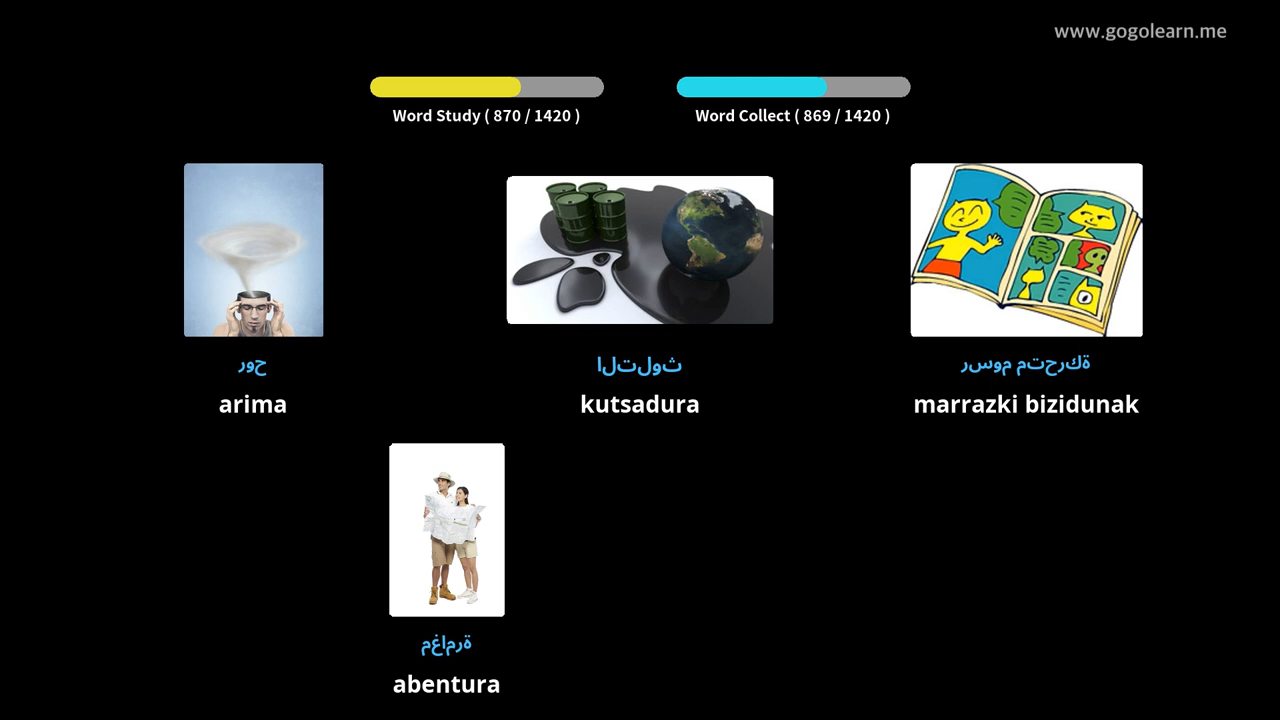 www.gogolearn.me
Word Study ( 870 / 1420 )
Word Collect ( 869 / 1420 )
روح
التلوث
رسوم متحركة
arima
kutsadura
marrazki bizidunak
مغامرة
abentura